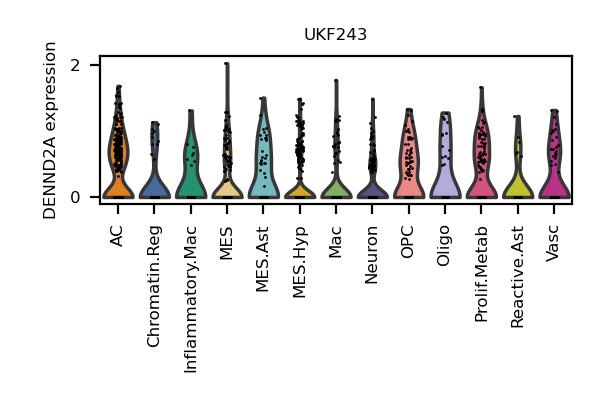 UKF243
DENND2A expression
2
0
AC
Chromatin.Reg
Inflammatory.Mac
MES
MES.Ast
MES.Hyp
Mac
Neuron
OPC
Oligo
Prolif.Metab
Reactive.Ast
Vasc